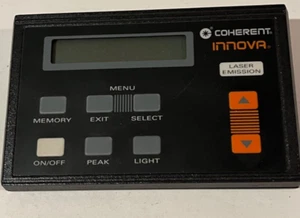 COHERENT
INNOVA
LASER
EMISSION
MENU
MEMORY
EXIT
SELECT
ON/OFF
PEAK
LIGHT